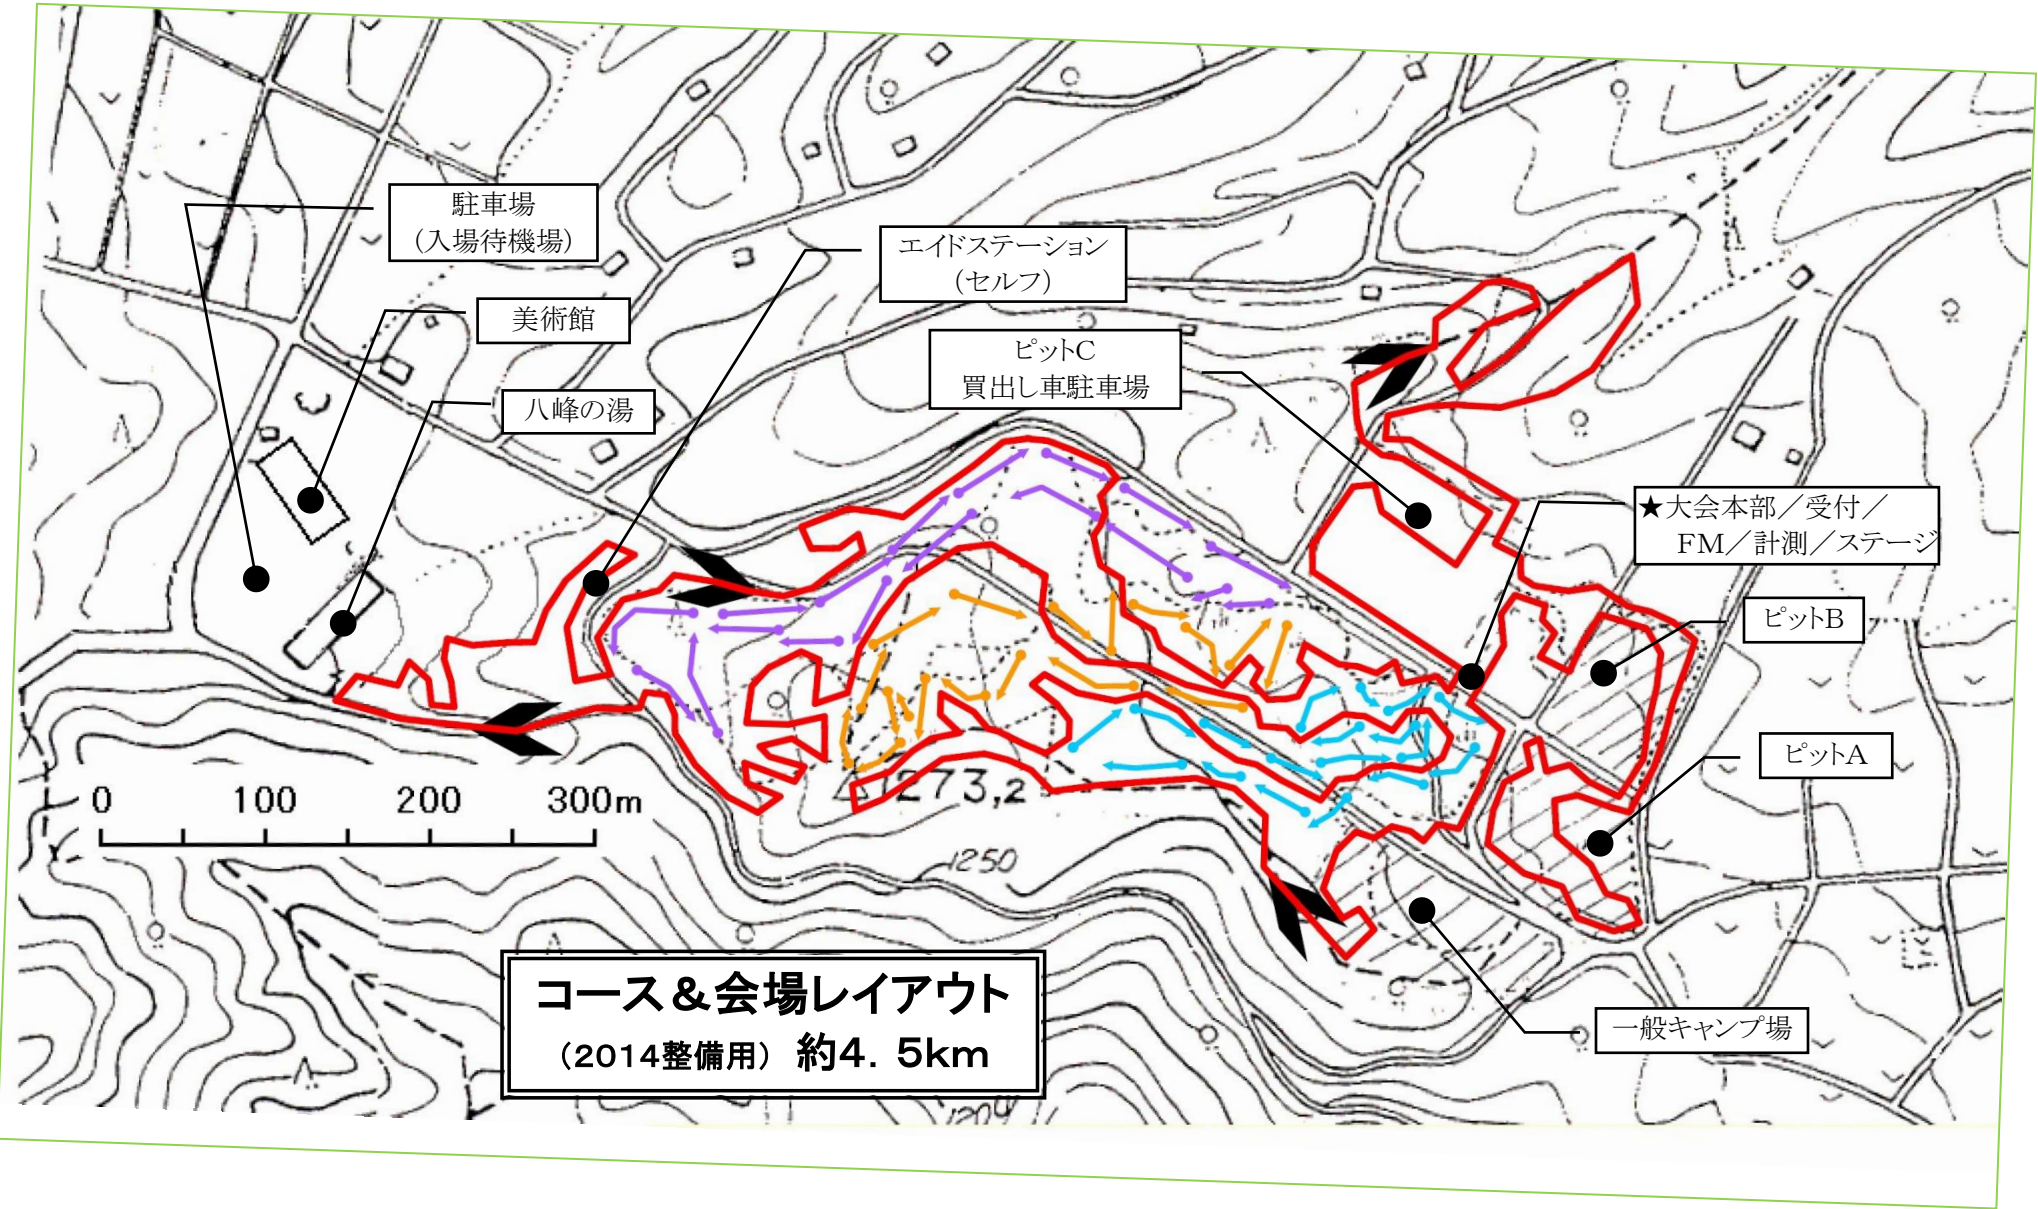 駐車場
（入場待機場）
エイドステーション
（セルフ）
美術館
ピットC
買出し車駐車場
八峰の湯
★大会本部／受付／
FM／計測／ステージ
ピットB
ピットA
0 100 200 300m
1273,2
1250
一般キャンプ場
コース＆会場レイアウト
（2014整備用） 約4．5km